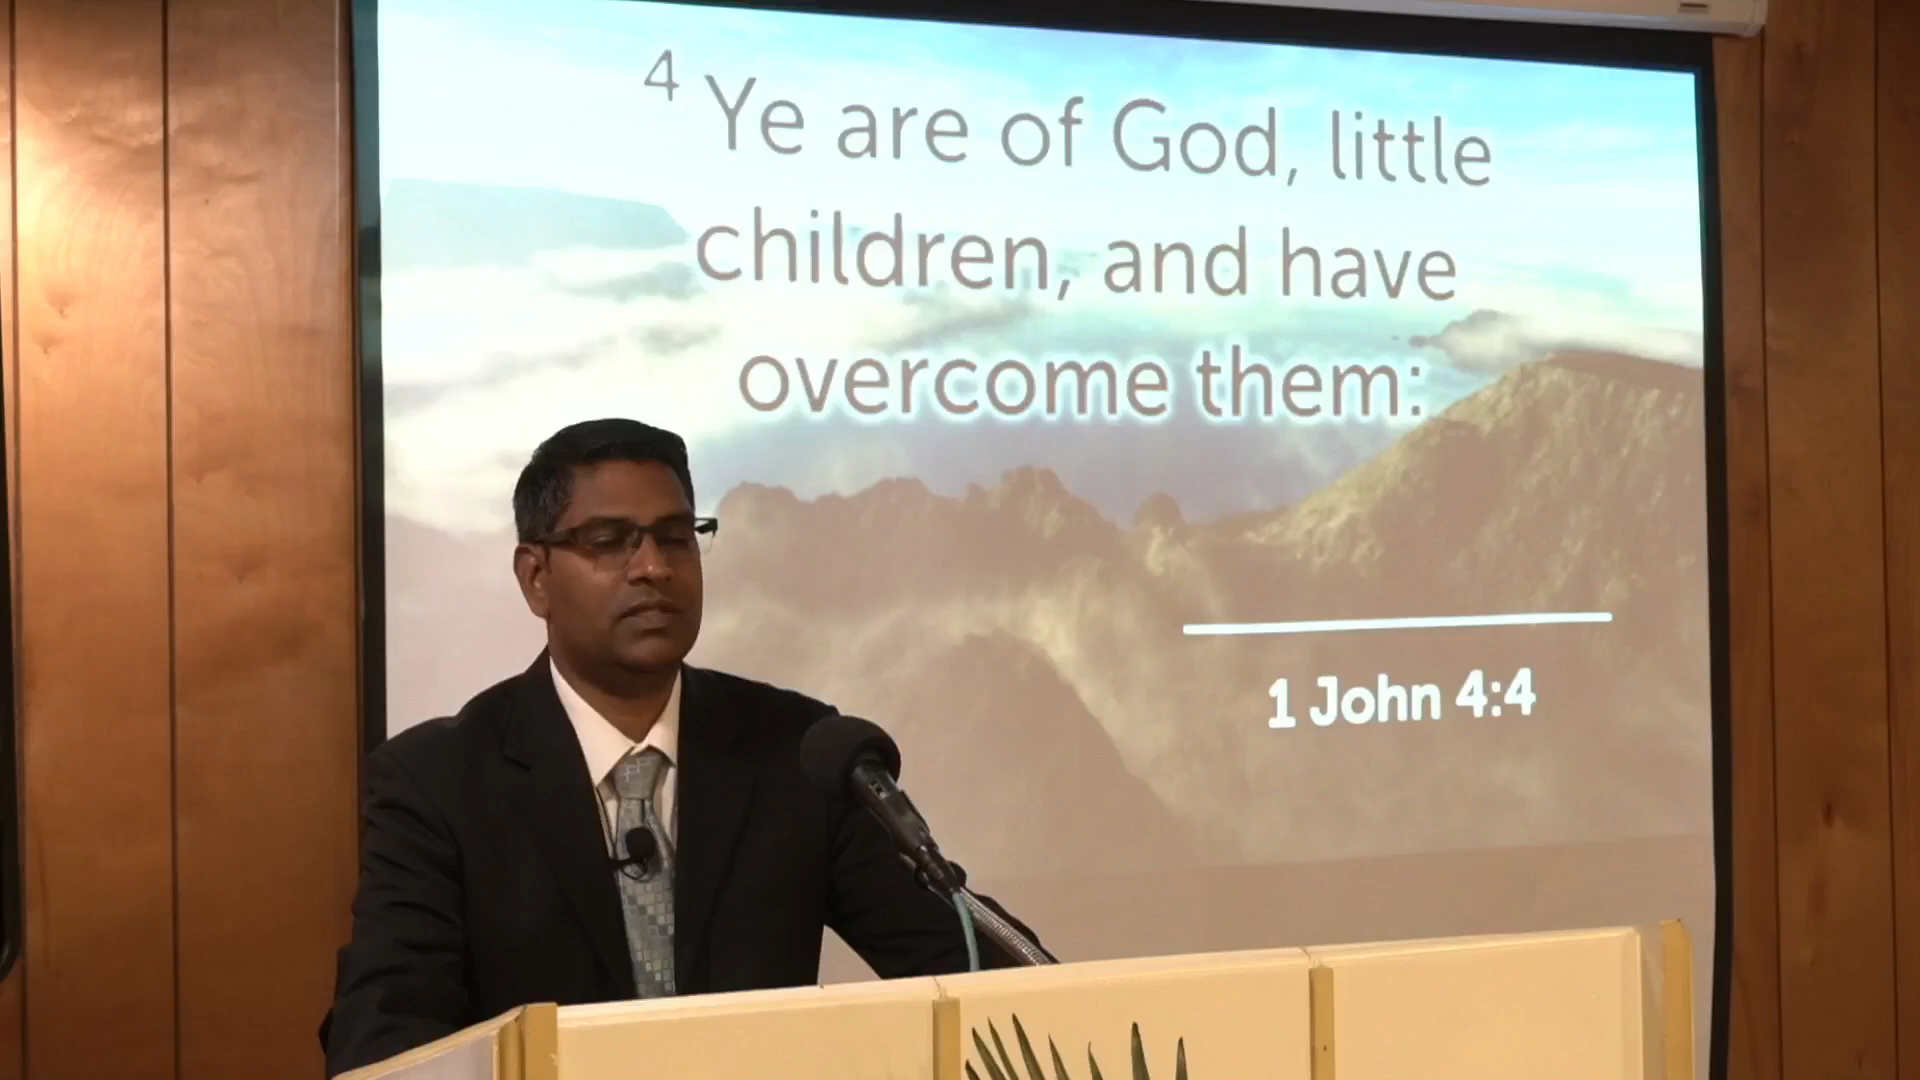 4 Ye are of God, little
children, and have
overcome them:
1 John 4:4